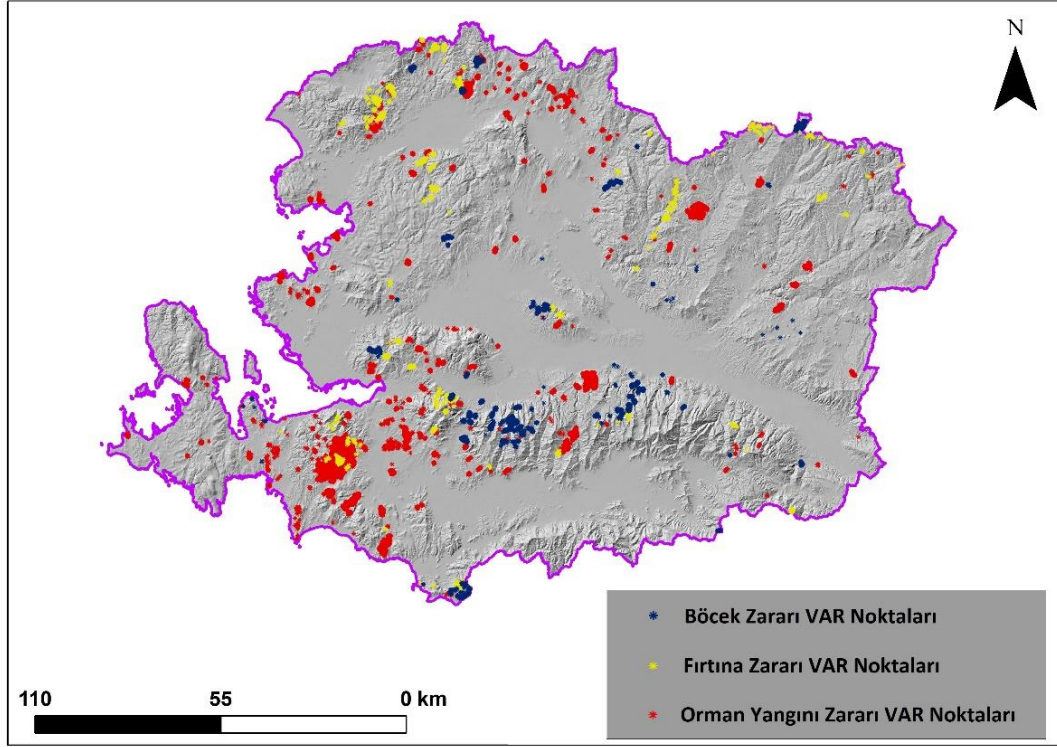 N
Böcek Zararı VAR Noktaları
Fırtına Zararı VAR Noktaları
Orman Yangını Zararı VAR Noktaları
110 55 0 km